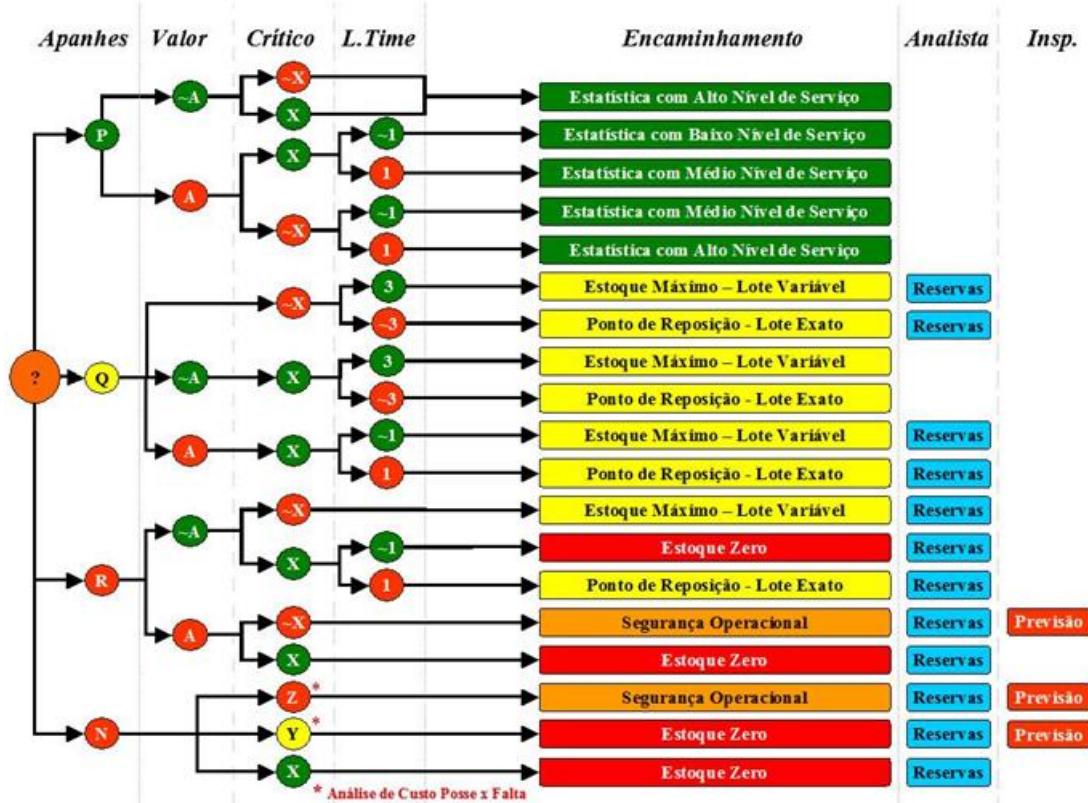 Apanhes Valor Crítico L.Time Encaminhamento Analista Insp.
~X
~A Estatística com Alto Nível de Serviço
X
P ~1 Estatística com Baixo Nível de Serviço
X
1 Estatística com Médio Nível de Serviço
A
~1 Estatística com Médio Nível de Serviço
~X
1 Estatística com Alto Nível de Serviço
3 Estoque Máximo – Lote Variável Reservas
~X
~3 Ponto de Reposição - Lote Exato Reservas
3 Estoque Máximo – Lote Variável
? Q ~A X
~3 Ponto de Reposição - Lote Exato
~1 Estoque Máximo – Lote Variável Reservas
A X
1 Ponto de Reposição - Lote Exato Reservas
~X Estoque Máximo – Lote Variável Reservas
~A
~1 Estoque Zero Reservas
X
R 1 Ponto de Reposição - Lote Exato Reservas
~X Segurança Operacional Reservas Previsão
A
X Estoque Zero Reservas
Z * Segurança Operacional Reservas Previsão
N Y * Estoque Zero Reservas Previsão
X Estoque Zero Reservas
* Análise de Custo Posse x Falta